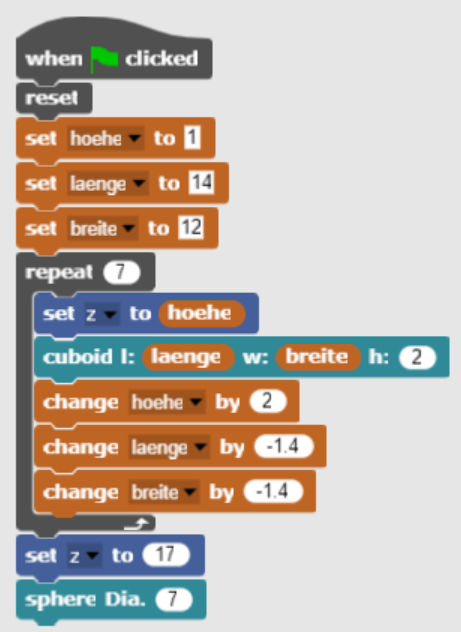 when clicked
reset
set hoehe to 1
set laenge to 14
set breite to 12
repeat 7
set z to hoehe
cuboid l: laenge w: breite h: 2
change hoehe by 2
change laenge by -1.4
change breite by -1.4
set z to 17
sphere Dia. 7